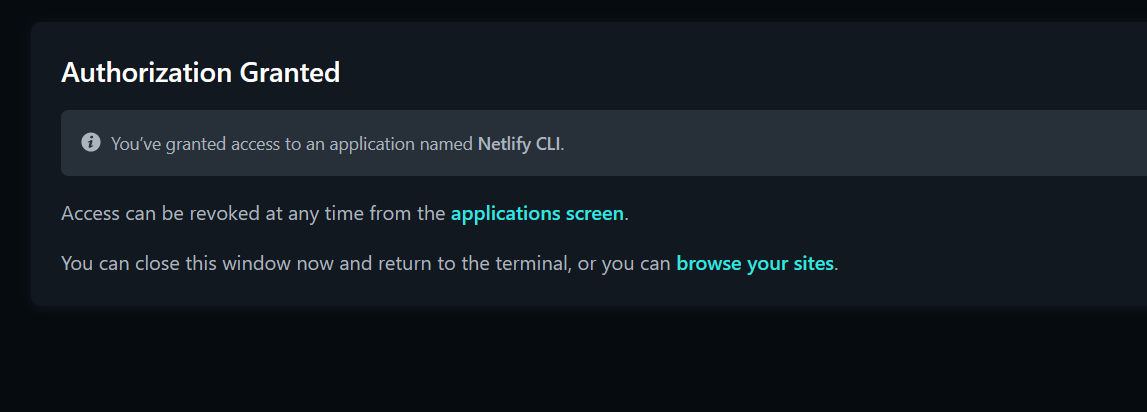 Authorization Granted
You’ve granted access to an application named Netlify CLI.
Access can be revoked at any time from the applications screen.
You can close this window now and return to the terminal, or you can browse your sites.